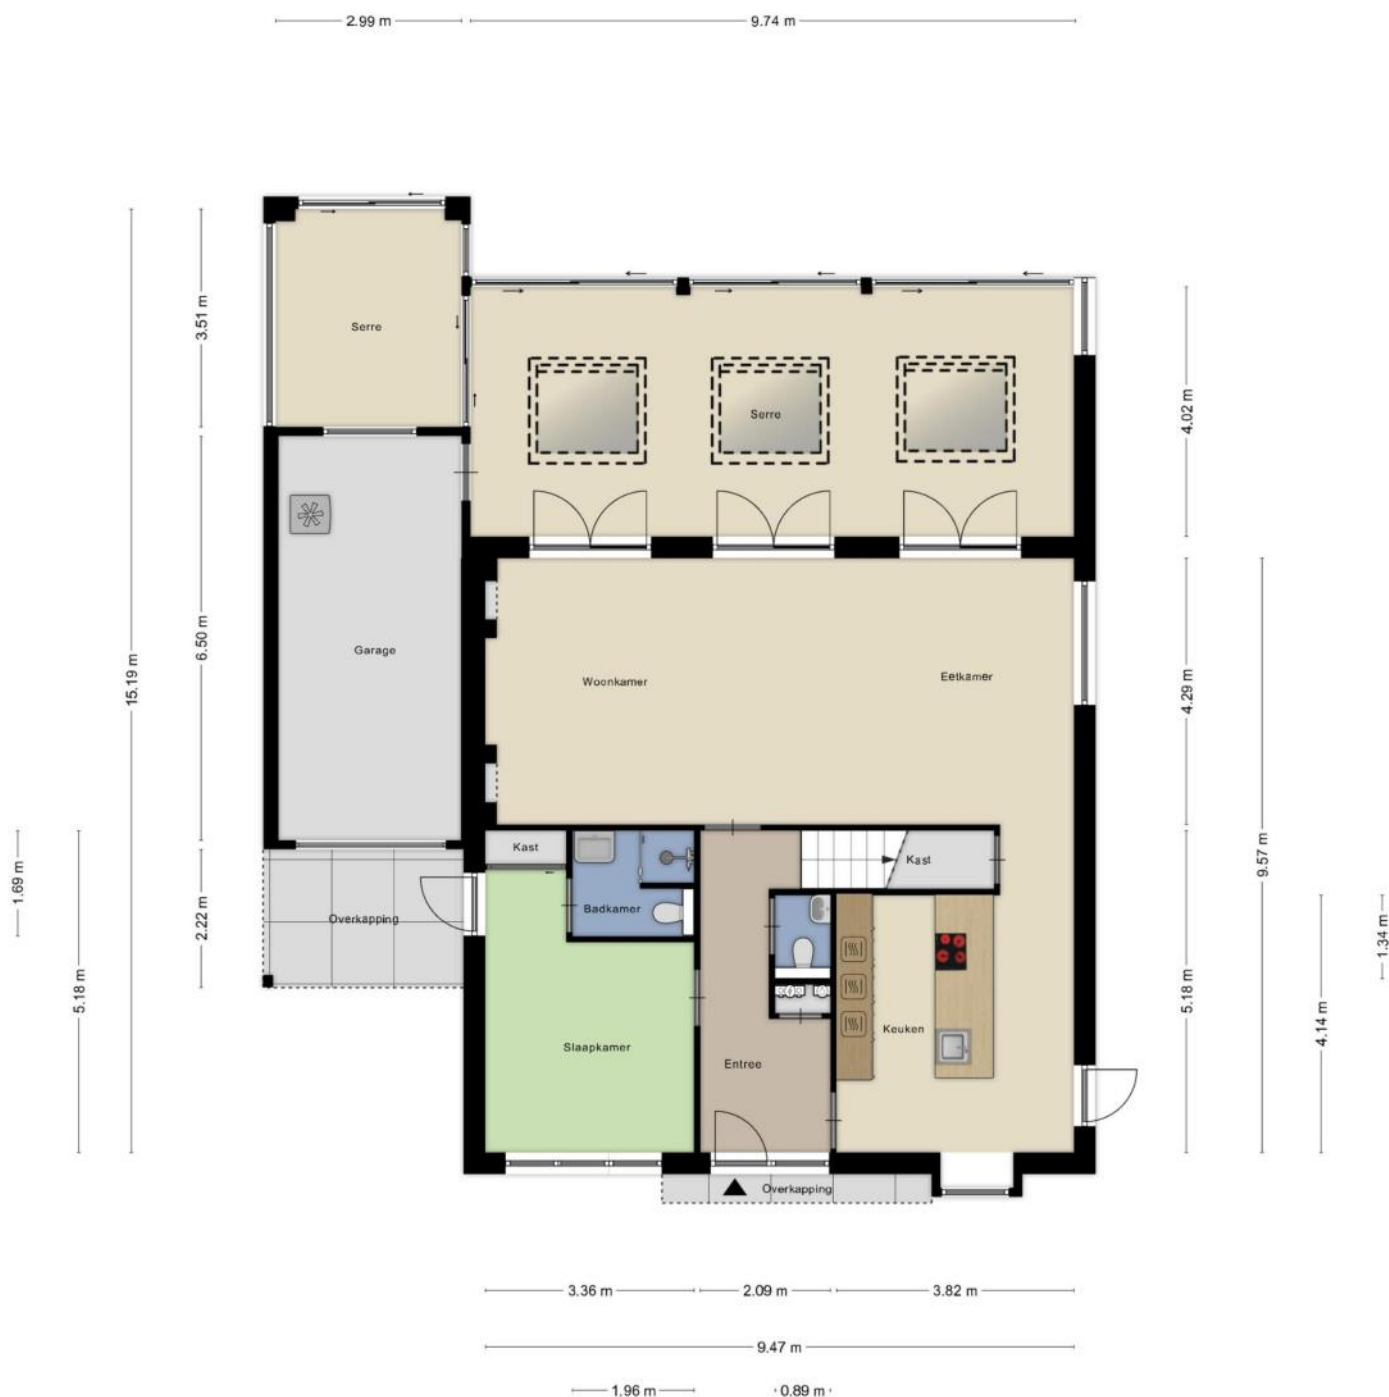 2.99 m
9.74 m
Serre
Serre
3.51 m
4.02 m
6.50 m
15.19 m
Garage
Woonkamer
Eetkamer
4.29 m
9.57 m
Kast
Kast
1.69 m
2.22 m
Overkapping
Badkamer
5.18 m
5.18 m
1.34 m
4.14 m
Keuken
Slaapkamer
Entree
Overkapping
3.36 m
2.09 m
3.82 m
9.47 m
1.96 m
0.89 m